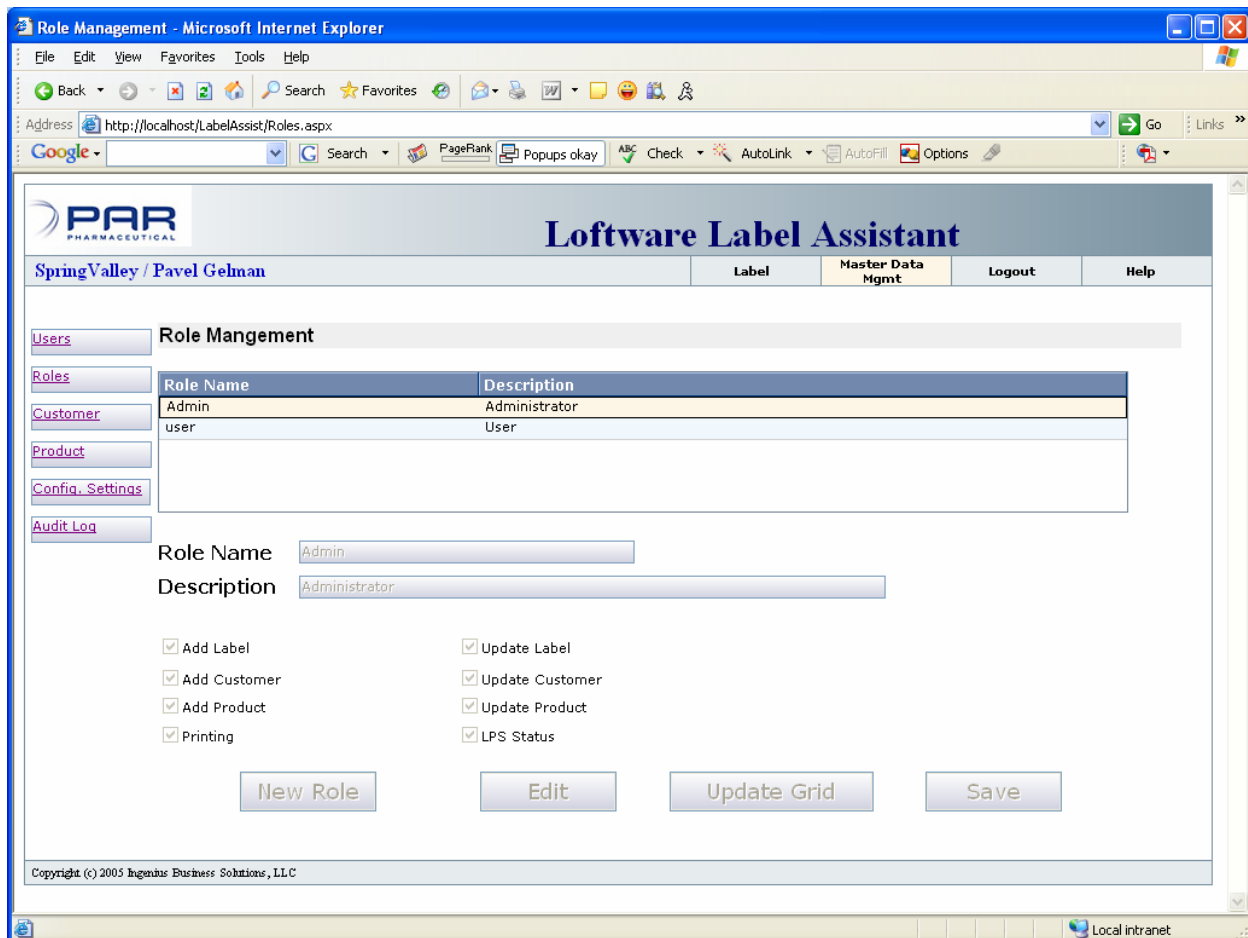 Role Management - Microsoft Internet Explorer
File Edit View Favorites Tools Help
Back Search Favorites
Address http://localhost/LabelAssist/Roles.aspx Go Links »
Google Search PageRank Popups okay ABC Check AutoLink AutoFill Options
PAR
PHARMACEUTICAL
Loftware Label Assistant
SpringValley / Pavel Gelman Label Master Data Mgmt Logout Help
Role Mangement
Users
Roles
Customer
Product
Config. Settings
Audit Log
Role Name Description
Admin Administrator
user User
Role Name Admin
Description Administrator
Add Label Update Label
Add Customer Update Customer
Add Product Update Product
Printing LPS Status
New Role Edit Update Grid Save
Copyright (c) 2005 Ingenius Business Solutions, LLC
Local intranet